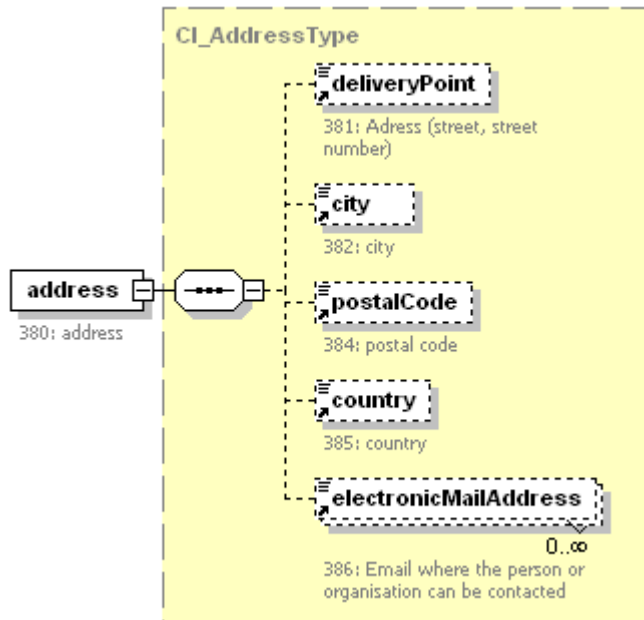 CI_AddressType
deliveryPoint
381: Adress (street, street
number)
city
382: city
address
380: address
postalCode
384: postal code
country
385: country
electronicMailAddress
0..∞
386: Email where the person or
organisation can be contacted